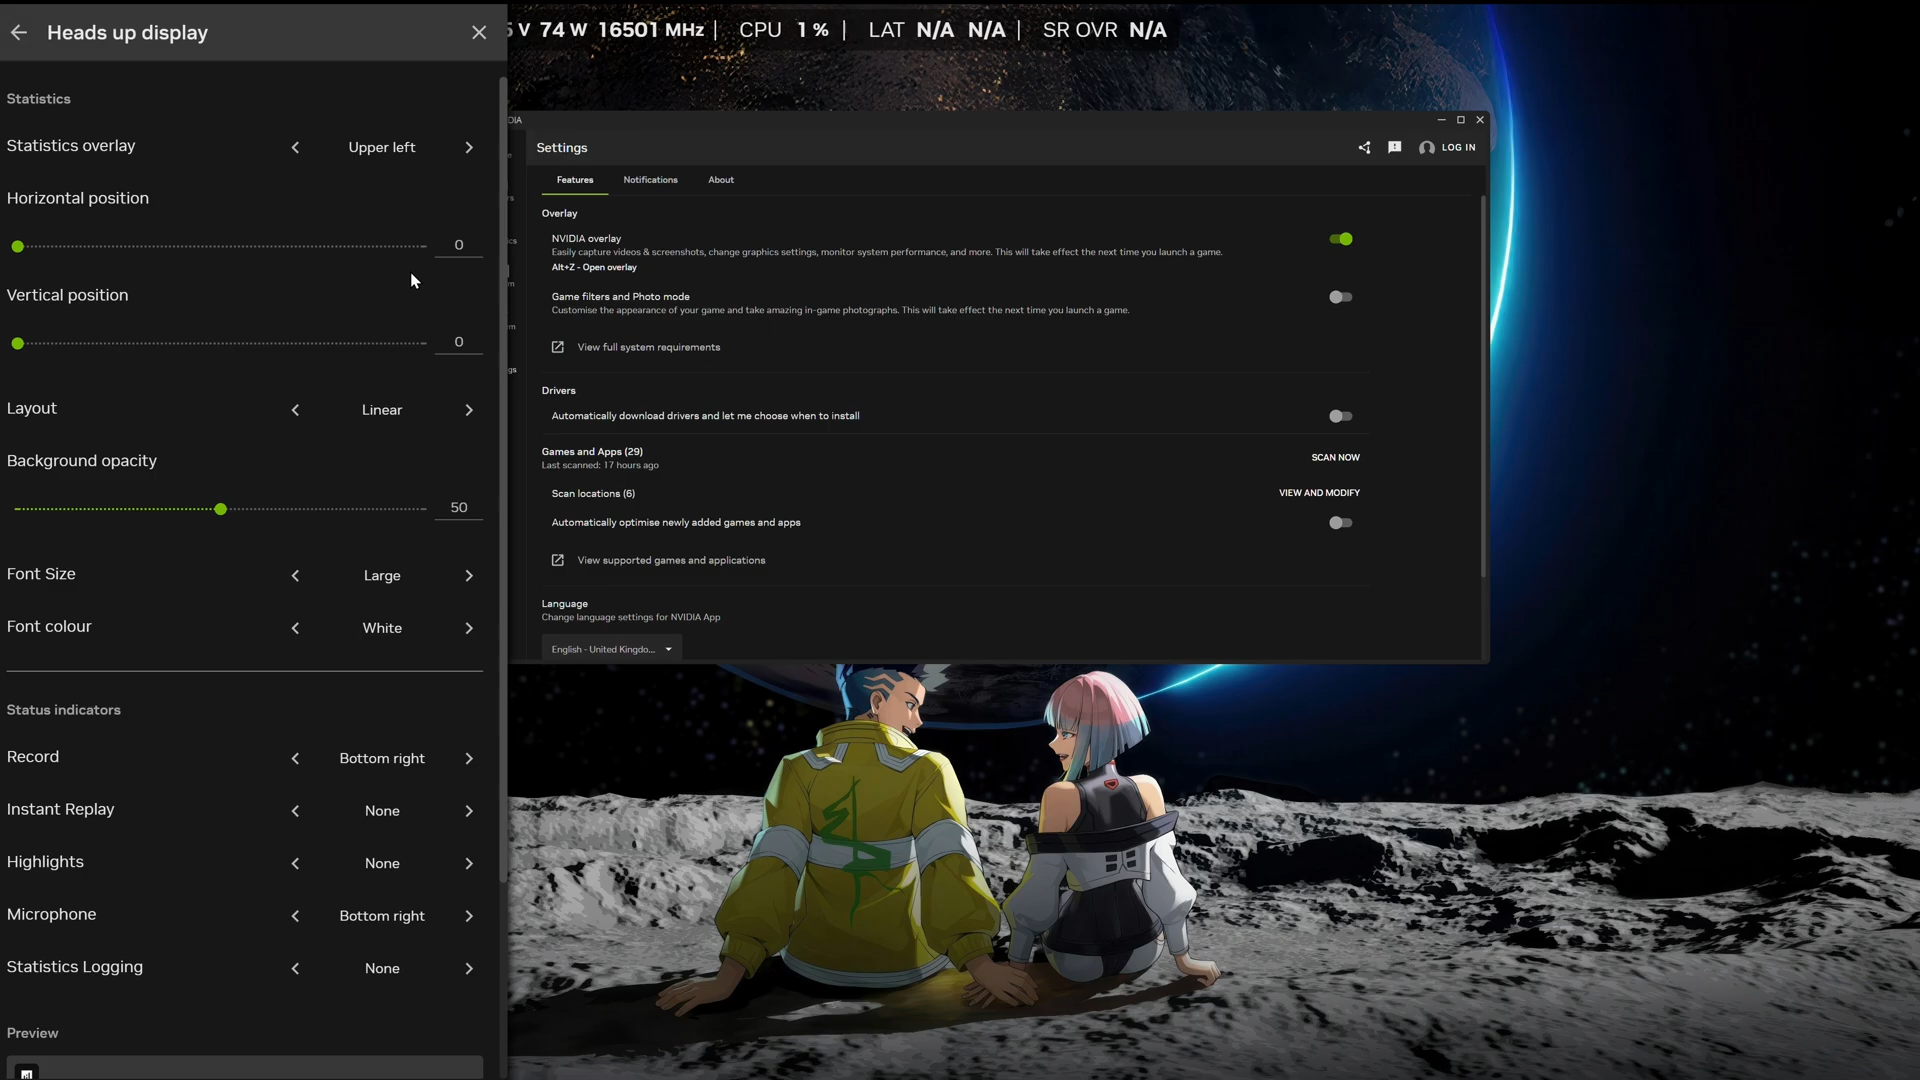 Heads up display
V 74 W 16501 MHz | CPU 1 % | LAT N/A N/A | SR OVR N/A
Statistics
Statistics overlay
Upper left
Horizontal position
0
Vertical position
0
Layout
Linear
Background opacity
50
Font Size
Large
Font colour
White
Status indicators
Record
Bottom right
Instant Replay
None
Highlights
None
Microphone
Bottom right
Statistics Logging
None
Preview
DIA
Settings
LOG IN
Features
Notifications
About
Overlay
NVIDIA overlay
Easily capture videos & screenshots, change graphics settings, monitor system performance, and more. This will take effect the next time you launch a game.
Alt+Z - Open overlay
Game filters and Photo mode
Customise the appearance of your game and take amazing in-game photographs. This will take effect the next time you launch a game.
View full system requirements
Drivers
Automatically download drivers and let me choose when to install
Games and Apps (29)
Last scanned: 17 hours ago
SCAN NOW
Scan locations (6)
VIEW AND MODIFY
Automatically optimise newly added games and apps
View supported games and applications
Language
Change language settings for NVIDIA App
English - United Kingdo...